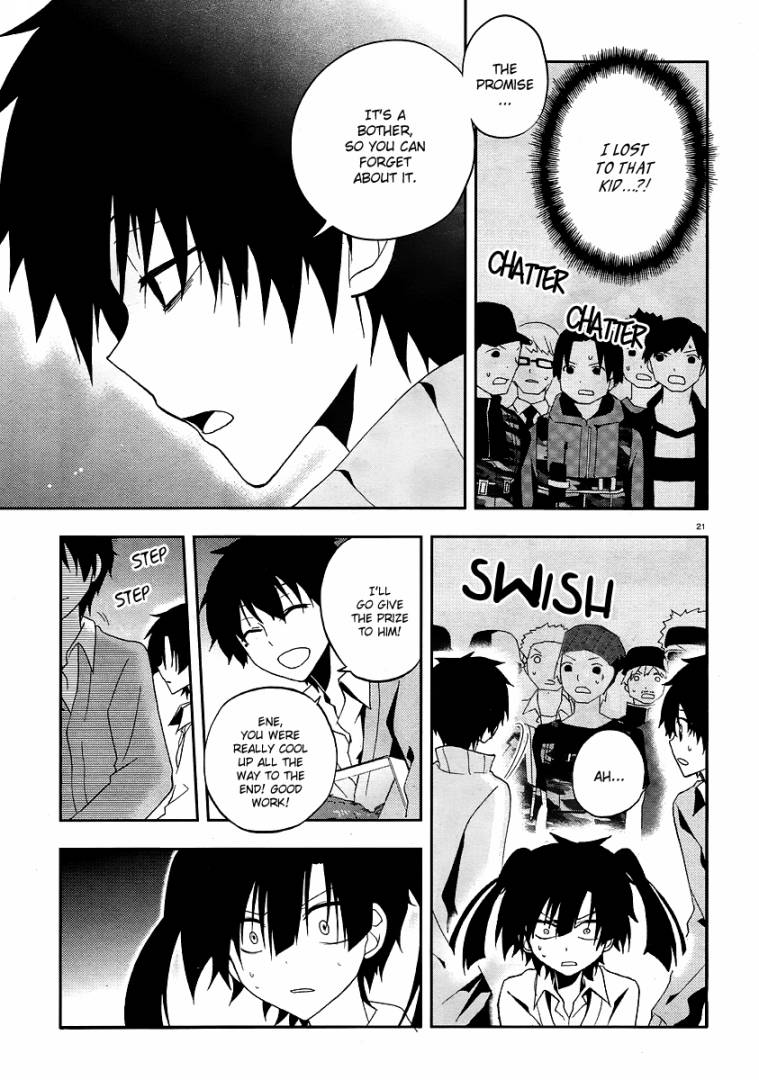 I LOST
TO THAT
KID...?!
CHATTER
CHATTER
THE
PROMISE
...
IT'S A
BOTHER,
SO YOU CAN
FORGET
ABOUT IT.
21
SWISH
AH...
I'LL
GO GIVE
THE PRIZE
TO HIM!
ENE,
YOU WERE
REALLY COOL
UP ALL THE
WAY TO THE
END! GOOD
WORK!
STEP
STEP